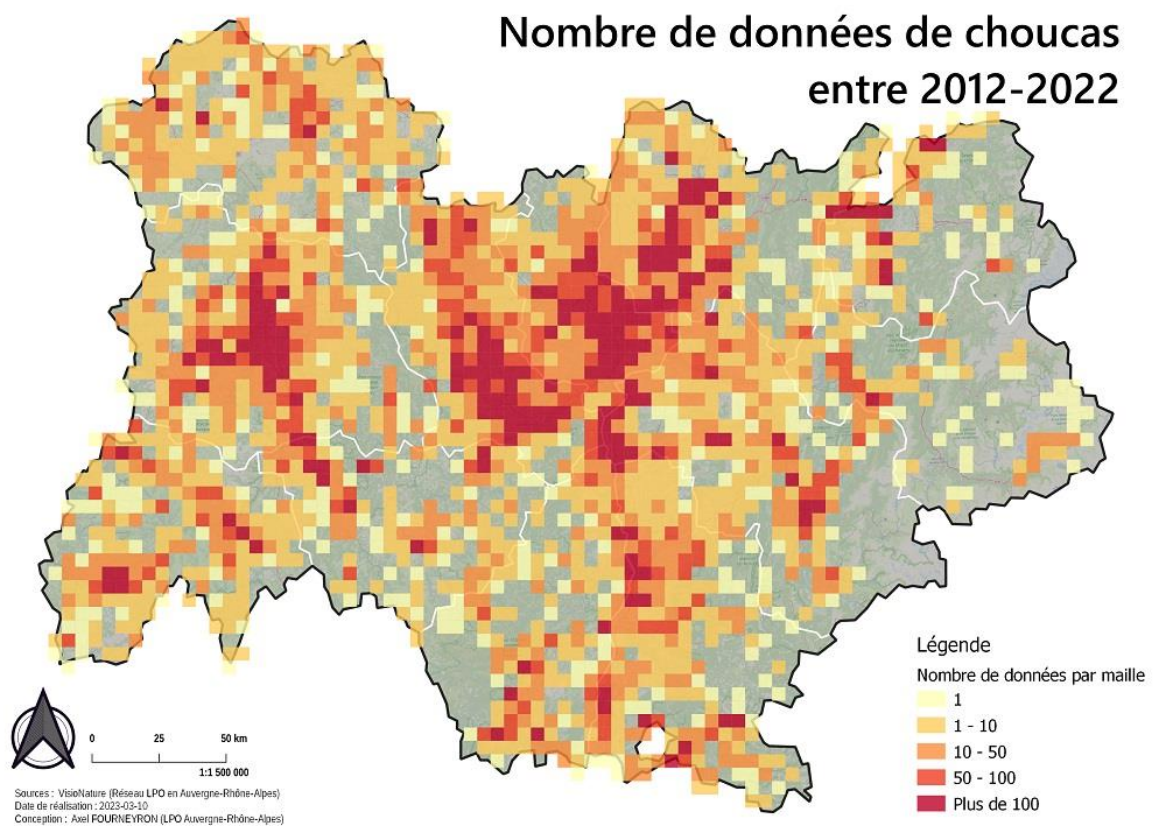 Nombre de données de choucas
entre 2012-2022
Légende
Nombre de données par maille
1
1 - 10
10 - 50
50 - 100
Plus de 100
0 25 50 km
1:1 500 000
Sources : VisioNature (Réseau LPO en Auvergne-Rhône-Alpes)
Date de réalisation : 2023-03-10
Conception : Axel FOURNEYRON (LPO Auvergne-Rhône-Alpes)